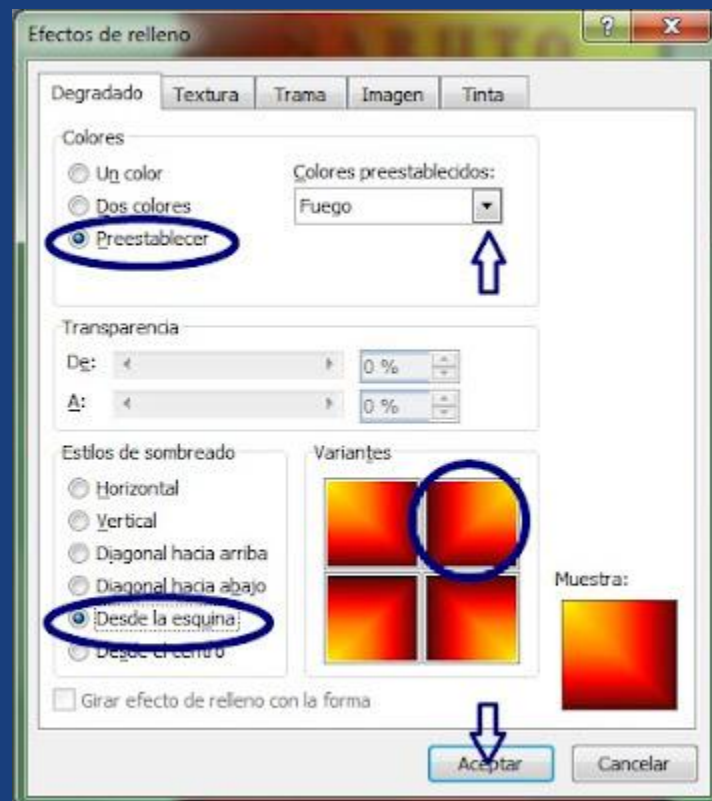 NARUTO
Efectos de relleno
Degradado Textura Trama Imagen Tinta
Colores
Un color
Colores preestablecidos:
Dos colores
Fuego
Preestablecer
Transparencia
De: 0 %
A: 0 %
Estilos de sombreado
Variantes
Horizontal
Vertical
Diagonal hacia arriba
Diagonal hacia abajo
Desde la esquina
Desde el centro
Muestra:
Girar efecto de relleno con la forma
Aceptar Cancelar